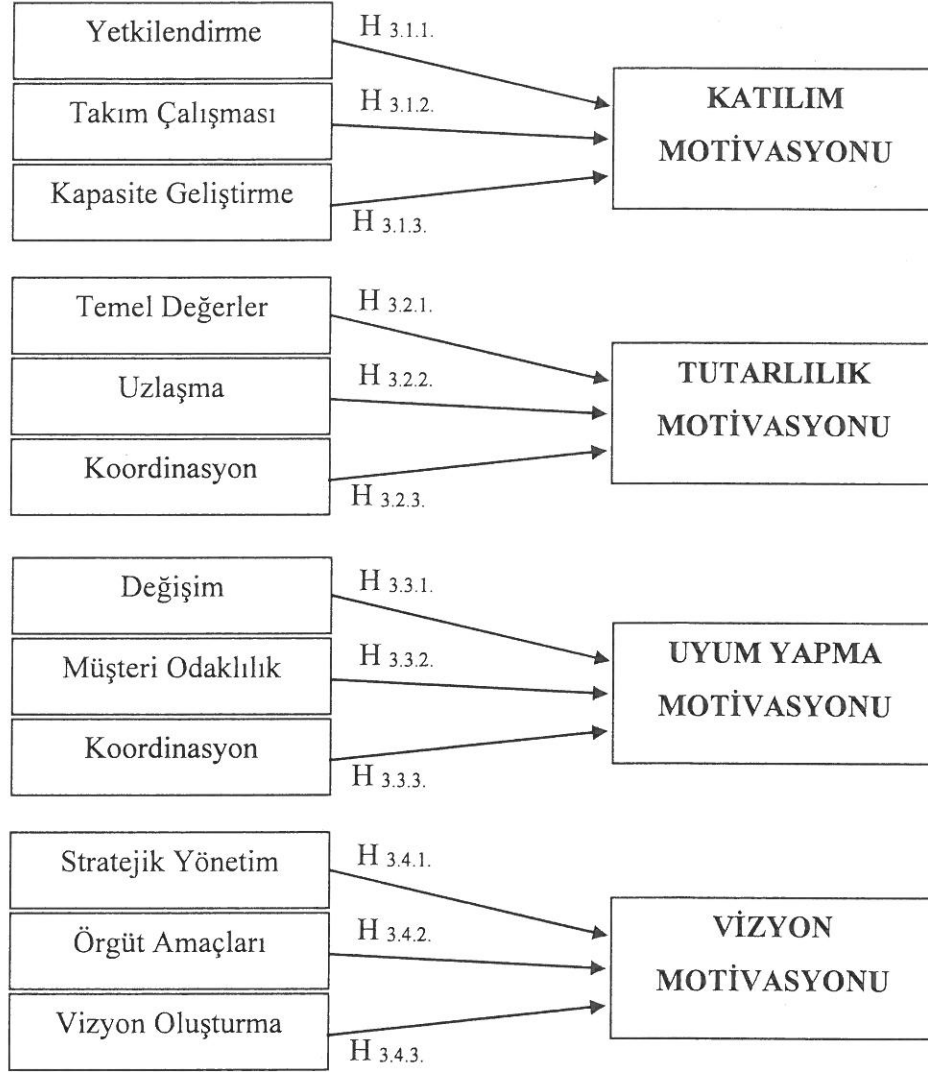 Yetkilendirme
H 3.1.1.
Takım Çalışması
H 3.1.2.
Kapasite Geliştirme
H 3.1.3.
KATILIM
MOTİVASYONU
Temel Değerler
H 3.2.1.
Uzlaşma
H 3.2.2.
Koordinasyon
H 3.2.3.
TUTARLILIK
MOTİVASYONU
Değişim
H 3.3.1.
Müşteri Odaklılık
H 3.3.2.
Koordinasyon
H 3.3.3.
UYUM YAPMA
MOTİVASYONU
Stratejik Yönetim
H 3.4.1.
Örgüt Amaçları
H 3.4.2.
Vizyon Oluşturma
H 3.4.3.
VİZYON
MOTİVASYONU